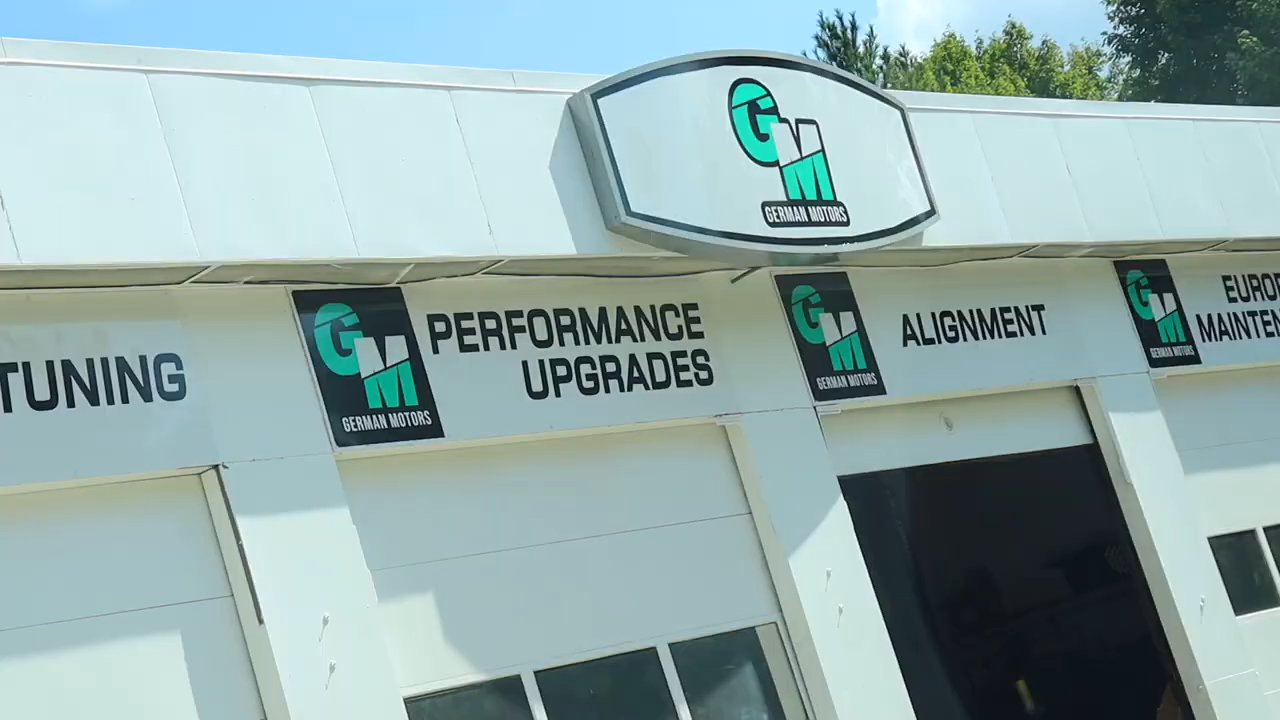 GM
GERMAN MOTORS
TUNING
GM
GERMAN MOTORS
PERFORMANCE
UPGRADES
GM
GERMAN MOTORS
ALIGNMENT
GM
GERMAN MOTORS